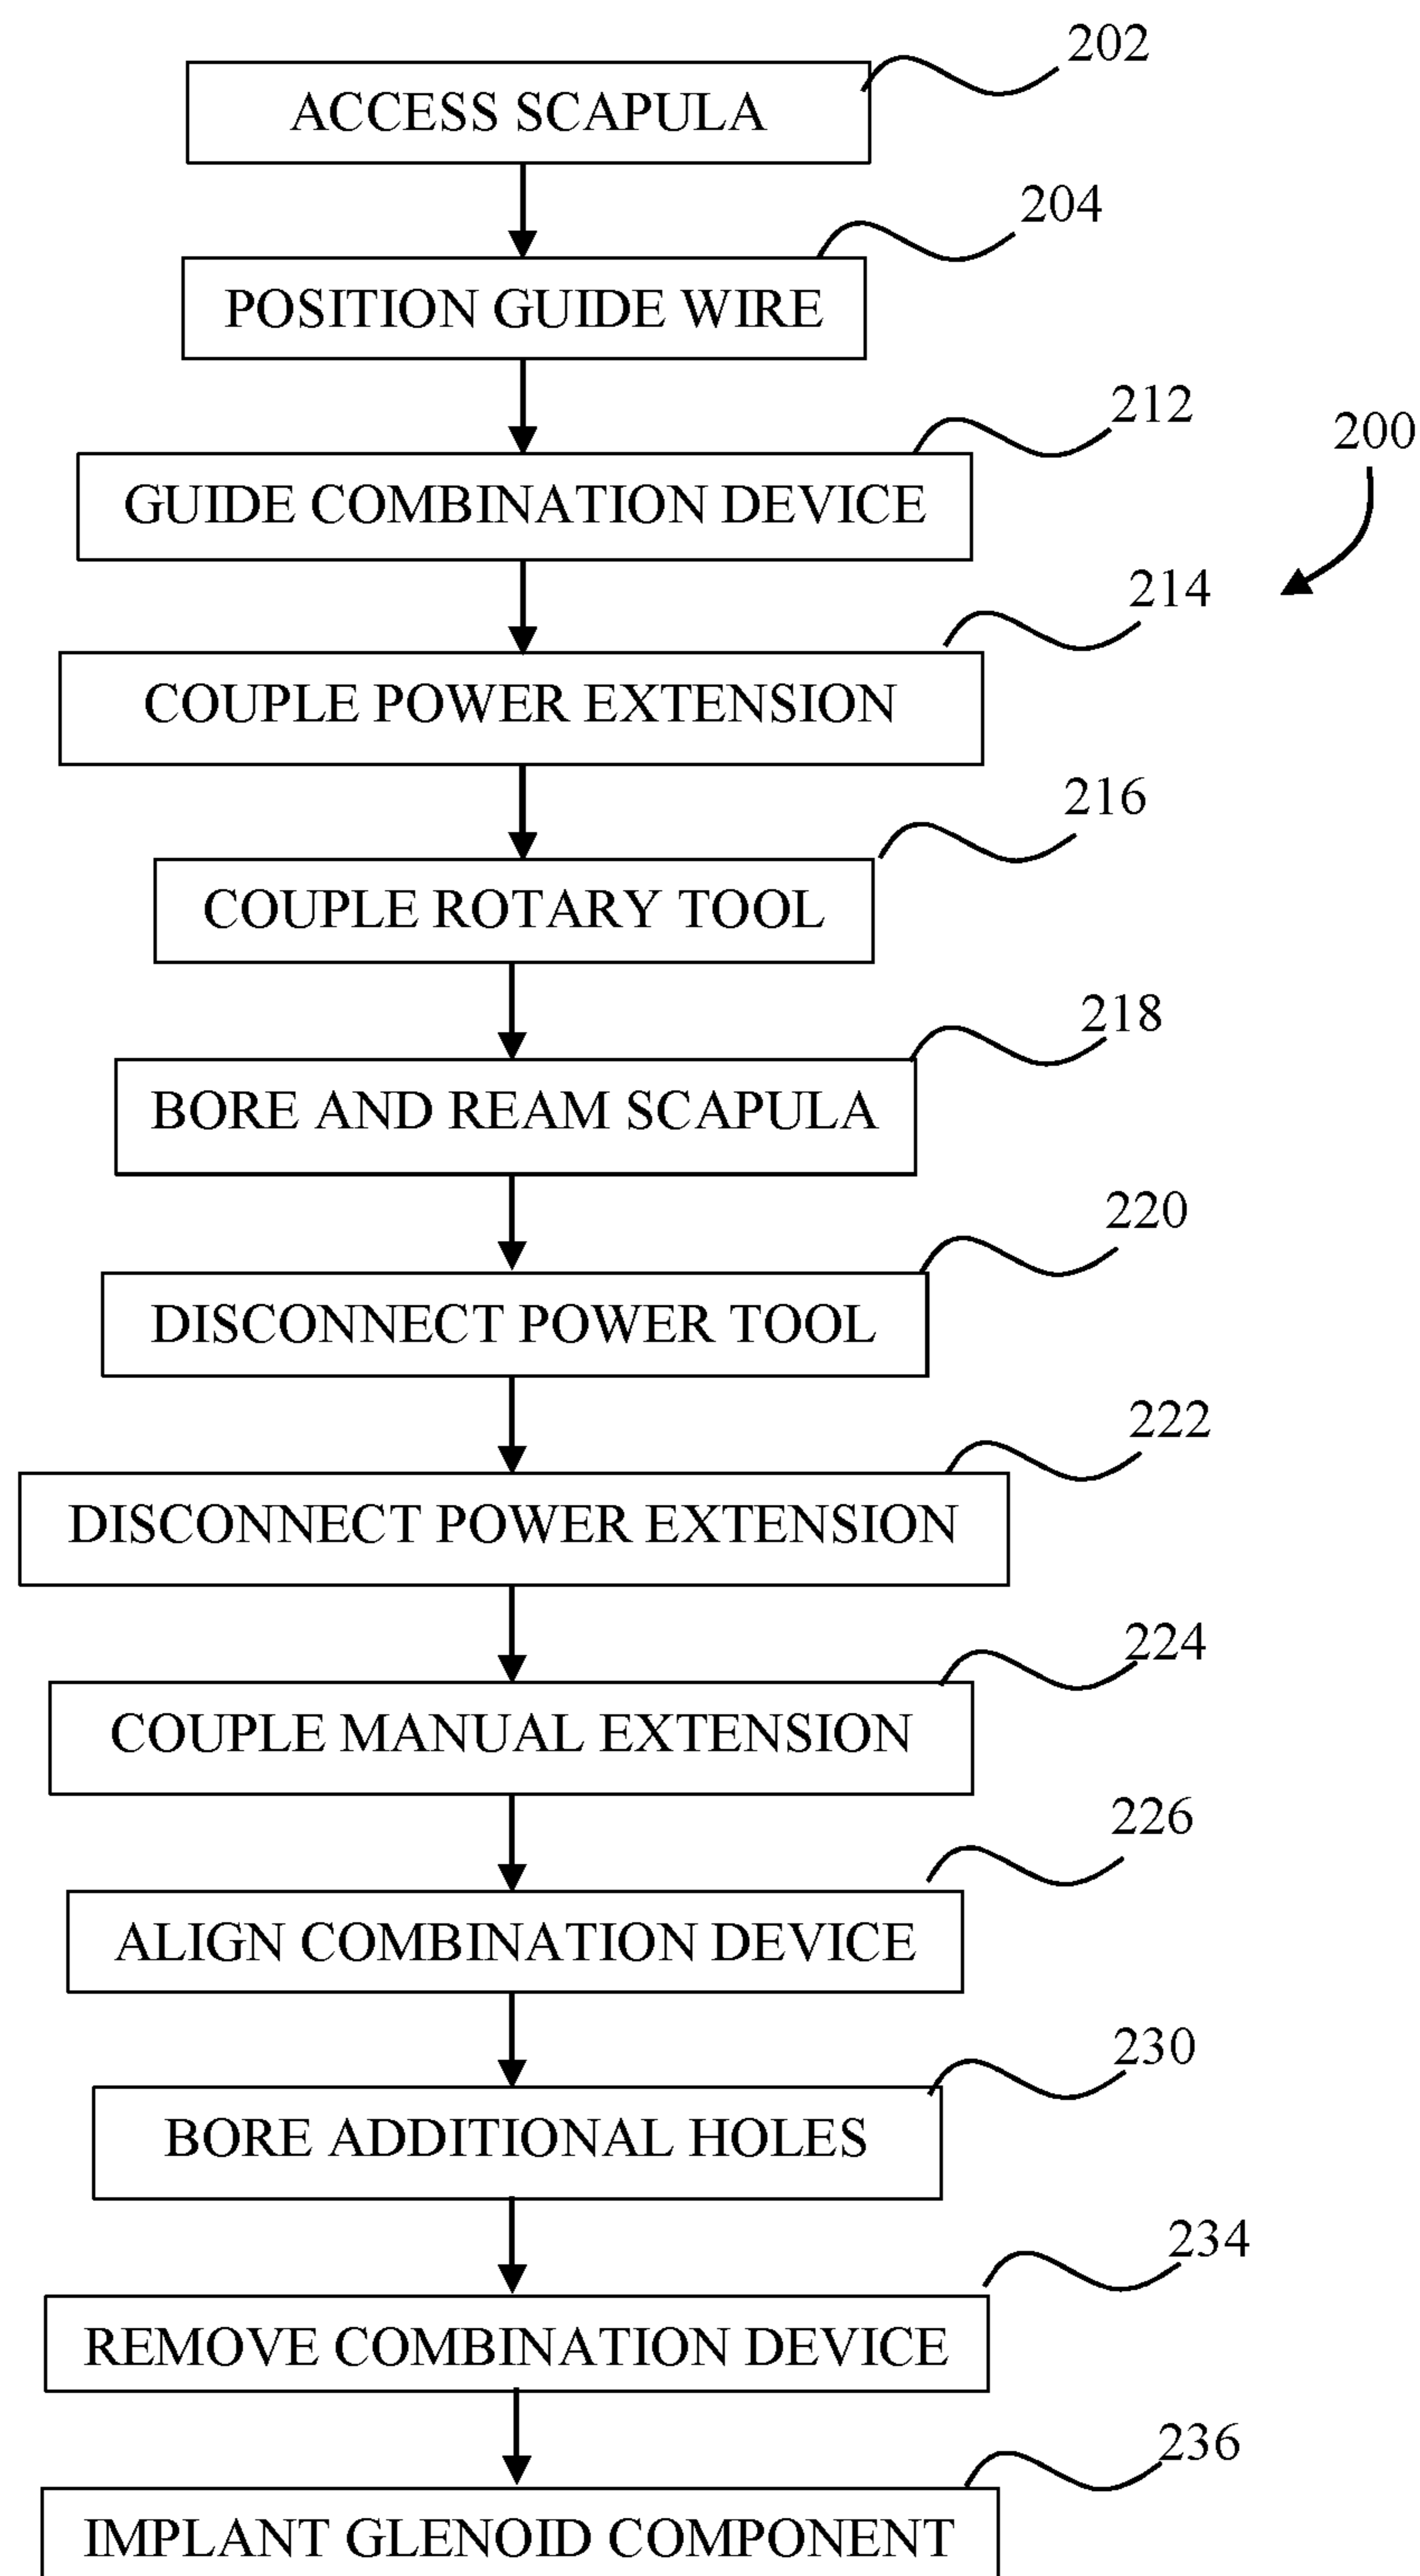 202
ACCESS SCAPULA
204
POSITION GUIDE WIRE
212
200
GUIDE COMBINATION DEVICE
214
COUPLE POWER EXTENSION
216
COUPLE ROTARY TOOL
218
BORE AND REAM SCAPULA
220
DISCONNECT POWER TOOL
222
DISCONNECT POWER EXTENSION
224
COUPLE MANUAL EXTENSION
226
ALIGN COMBINATION DEVICE
230
BORE ADDITIONAL HOLES
234
REMOVE COMBINATION DEVICE
236
IMPLANT GLENOID COMPONENT